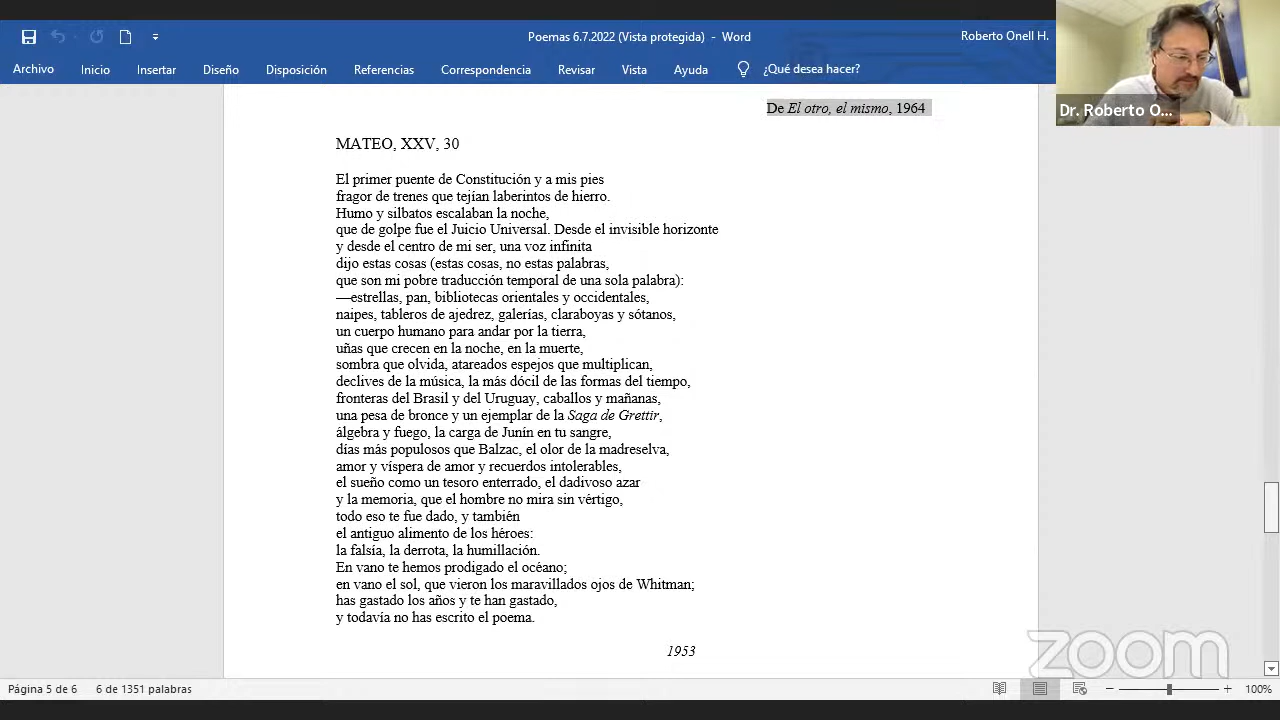 Poemas 6.7.2022 (Vista protegida) - Word
Roberto Onell H.
Archivo Inicio Insertar Diseño Disposición Referencias Correspondencia Revisar Vista Ayuda ¿Qué desea hacer?
Dr. Roberto O...
De El otro, el mismo, 1964
MATEO, XXV, 30
El primer puente de Constitución y a mis pies
fragor de trenes que tejían laberintos de hierro.
Humo y silbatos escalaban la noche,
que de golpe fue el Juicio Universal. Desde el invisible horizonte
y desde el centro de mi ser, una voz infinita
dijo estas cosas (estas cosas, no estas palabras,
que son mi pobre traducción temporal de una sola palabra):
—estrellas, pan, bibliotecas orientales y occidentales,
naipes, tableros de ajedrez, galerías, claraboyas y sótanos,
un cuerpo humano para andar por la tierra,
uñas que crecen en la noche, en la muerte,
sombra que olvida, atareados espejos que multiplican,
declives de la música, la más dócil de las formas del tiempo,
fronteras del Brasil y del Uruguay, caballos y mañanas,
una pesa de bronce y un ejemplar de la Saga de Grettir,
álgebra y fuego, la carga de Junín en tu sangre,
días más populosos que Balzac, el olor de la madreselva,
amor y víspera de amor y recuerdos intolerables,
el sueño como un tesoro enterrado, el dadivoso azar
y la memoria, que el hombre no mira sin vértigo,
todo eso te fue dado, y también
el antiguo alimento de los héroes:
la falsía, la derrota, la humillación.
En vano te hemos prodigado el océano;
en vano el sol, que vieron los maravillados ojos de Whitman;
has gastado los años y te han gastado,
y todavía no has escrito el poema.
1953
zoom
Página 5 de 6 6 de 1351 palabras
100%